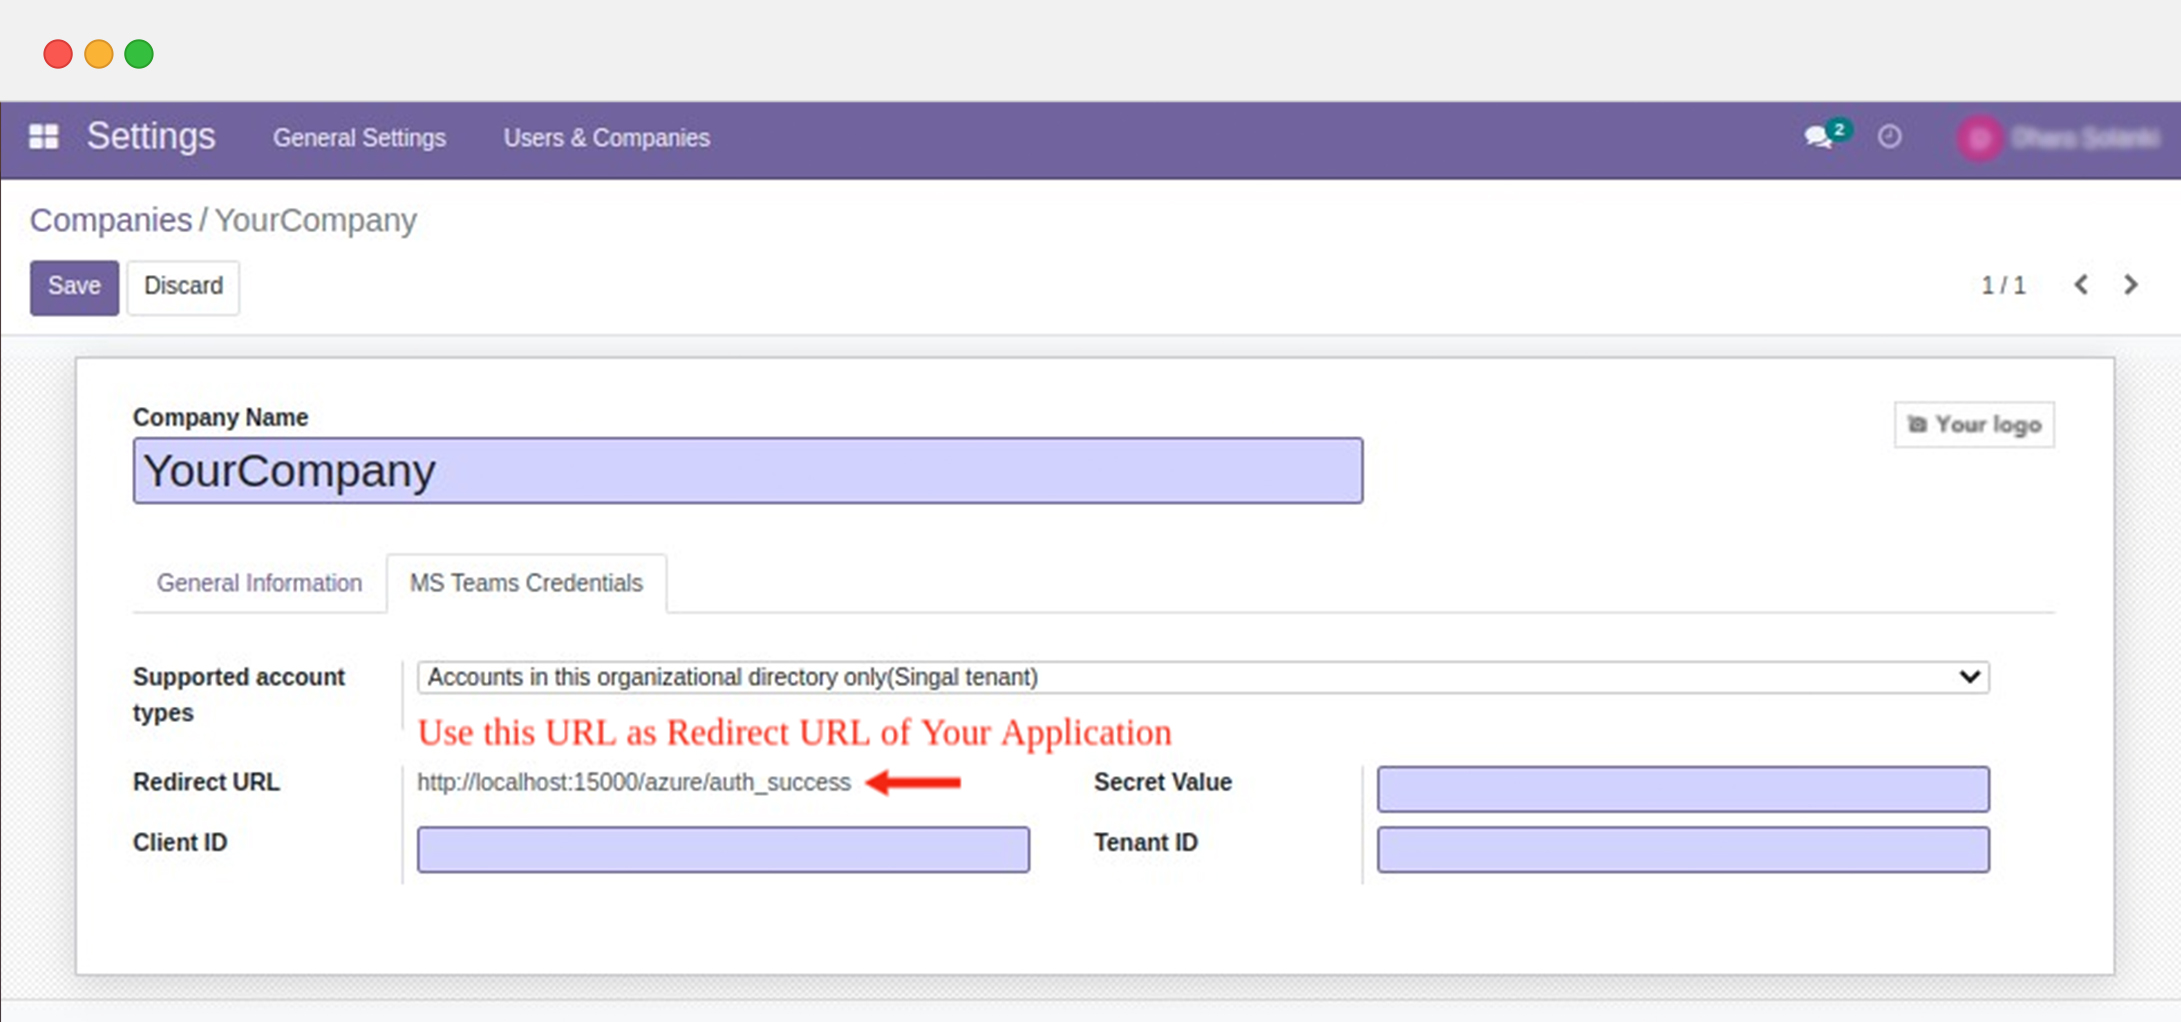 Settings General Settings Users & Companies 2
Companies / YourCompany
Save Discard 1 / 1
Company Name
Your logo
YourCompany
General Information MS Teams Credentials
Supported account types
Accounts in this organizational directory only(Singal tenant)
Use this URL as Redirect URL of Your Application
Redirect URL http://localhost:15000/azure/auth_success Secret Value
Client ID Tenant ID